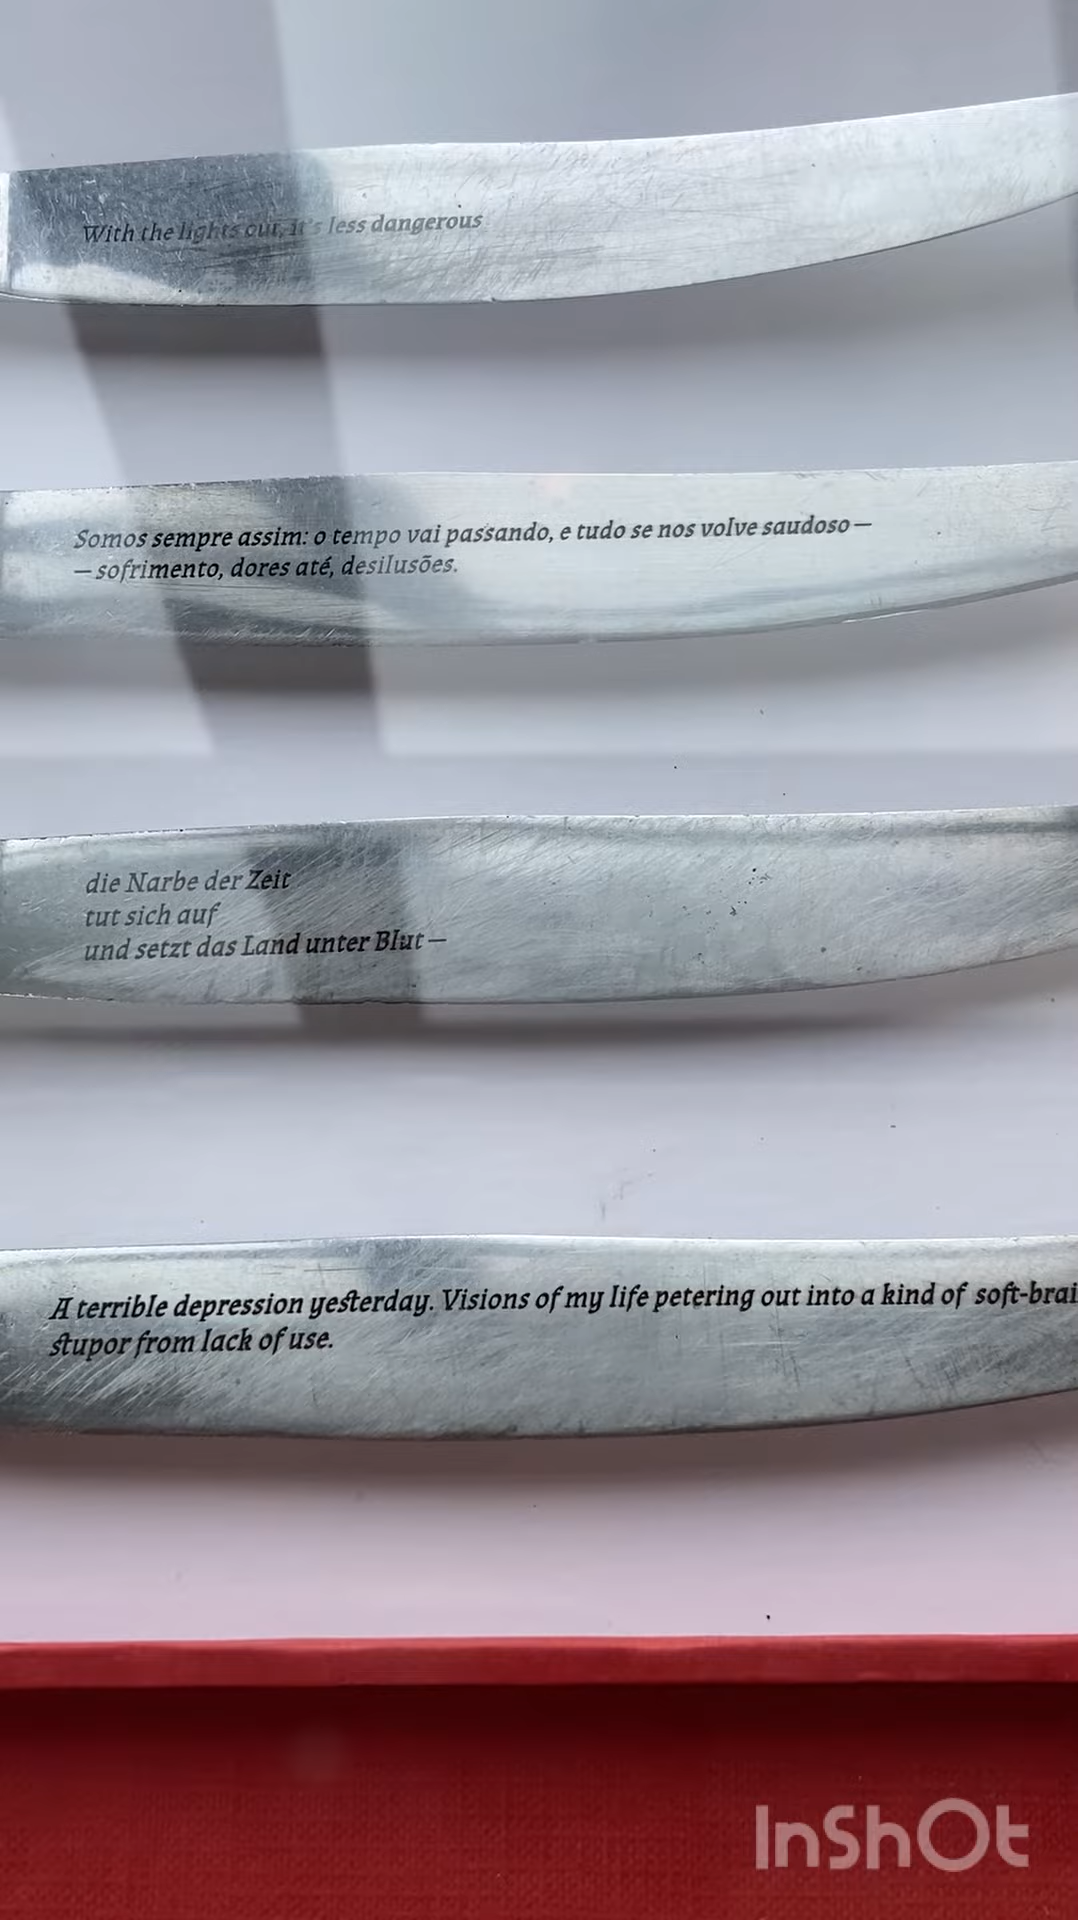 With the lights out, it's less dangerous
Somos sempre assim: o tempo vai passando, e tudo se nos volve saudoso —
— sofrimento, dores até, desilusões.
die Narbe der Zeit
tut sich auf
und setzt das Land unter Blut —
A terrible depression yesterday. Visions of my life petering out into a kind of soft-brai
stupor from lack of use.
InShOt